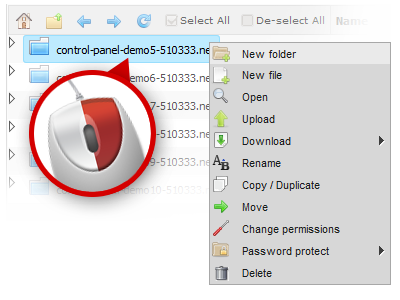 Select All De-select All Name
control-panel-demo5-510333.ne
demo6-510333.ne
7-510333.ne
9-510333.ne
demo10-510333.ne
New folder
New file
Open
Upload
Download
Rename
Copy / Duplicate
Move
Change permissions
Password protect
Delete